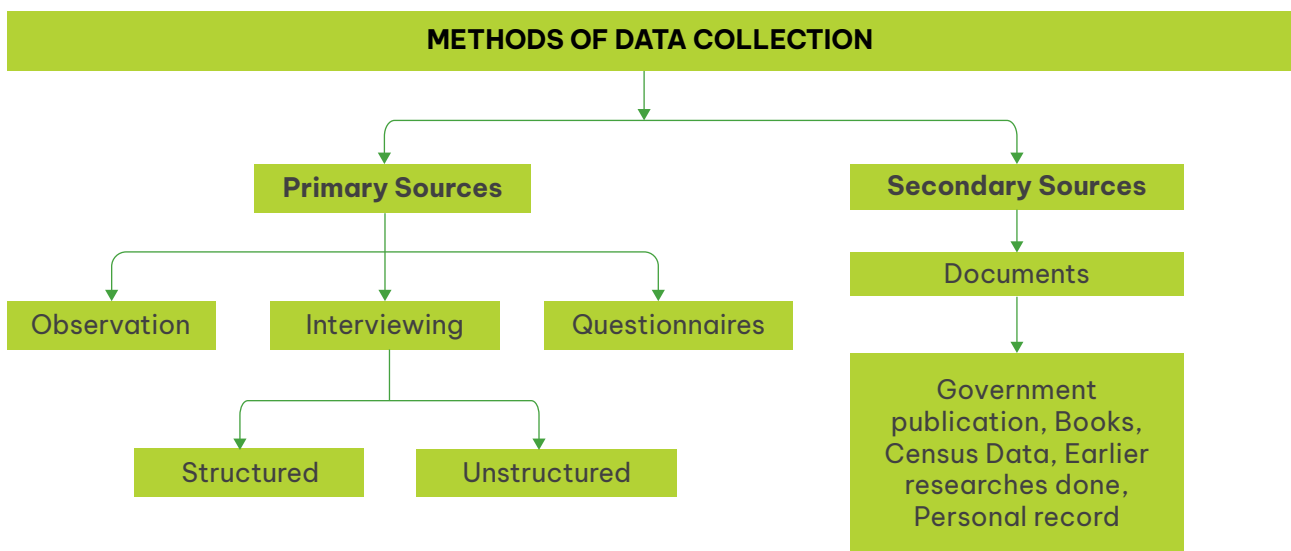 METHODS OF DATA COLLECTION
Primary Sources
Secondary Sources
Documents
Observation
Interviewing
Questionnaires
Government
publication, Books,
Census Data, Earlier
researches done,
Personal record
Structured
Unstructured